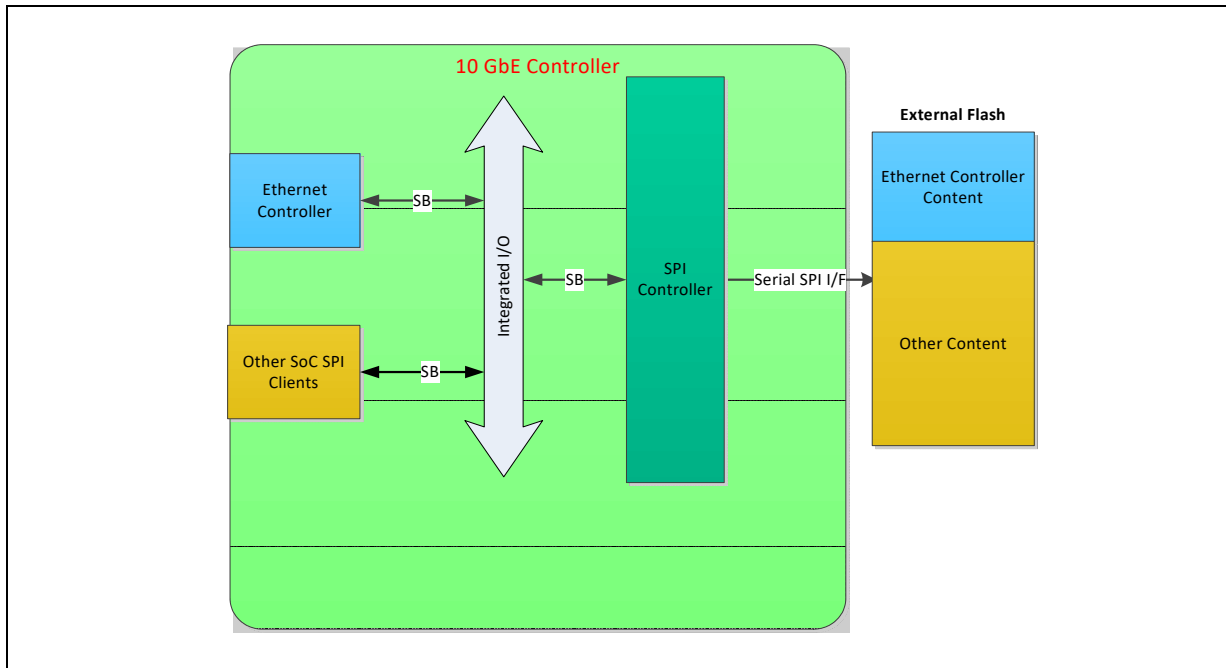 10 GbE Controller
External Flash
Ethernet
Controller
SB
Ethernet Controller
Content
Integrated I/O
SB
SPI
Controller
Serial SPI I/F
Other SoC SPI
Clients
SB
Other Content